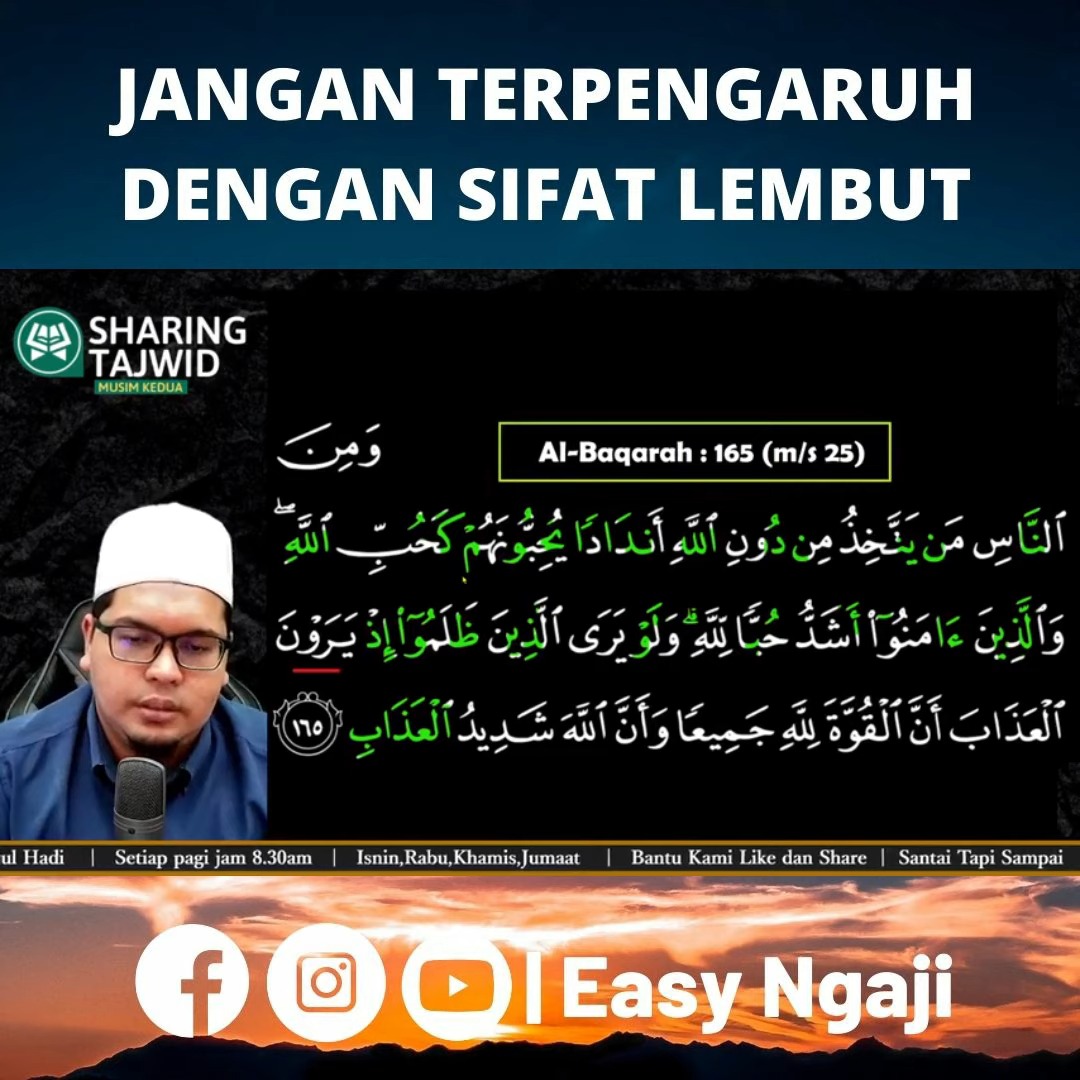 JANGAN TERPENGARUH
DENGAN SIFAT LEMBUT
SHARING
TAJWID
MUSIM KEDUA
وَمِنَ
Al-Baqarah : 165 (m/s 25)
ٱلنَّاسِ مَن يَتَّخِذُ مِن دُونِ ٱللَّهِ أَندَادًا يُحِبُّونَهُمْ كَحُبِّ ٱللَّهِۖ
وَٱلَّذِينَ ءَامَنُوٓا۟ أَشَدُّ حُبًّا لِّلَّهِۗ وَلَوْ يَرَى ٱلَّذِينَ ظَلَمُوٓا۟ إِذْ يَرَوْنَ
ٱلْعَذَابَ أَنَّ ٱلْقُوَّةَ لِلَّهِ جَمِيعًا وَأَنَّ ٱللَّهَ شَدِيدُ ٱلْعَذَابِ ١٦٥
ul Hadi | Setiap pagi jam 8.30am | Isnin,Rabu,Khamis,Jumaat | Bantu Kami Like dan Share | Santai Tapi Sampai
| Easy Ngaji